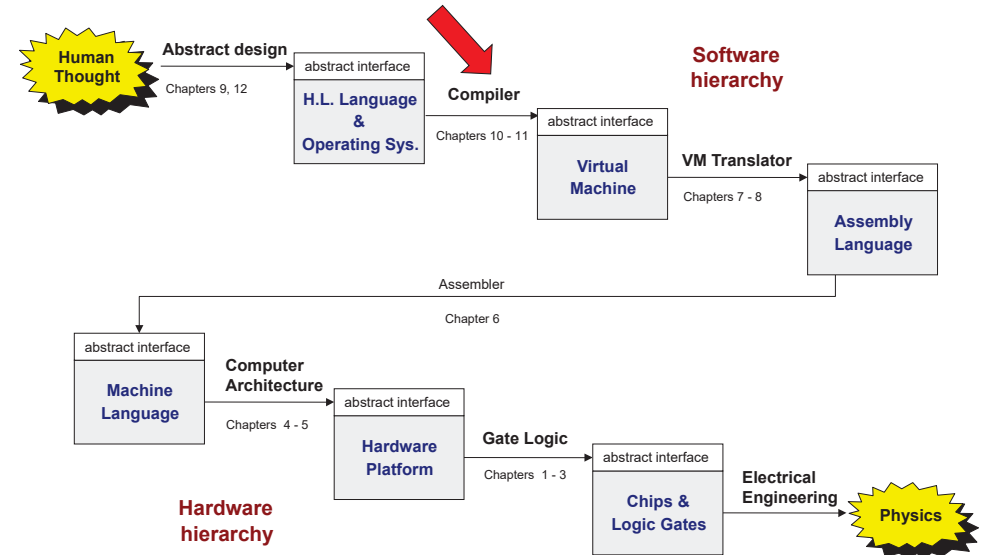 Human
Thought
Abstract design
Chapters 9, 12
abstract interface
H.L. Language
&
Operating Sys.
Compiler
Chapters 10 - 11
Software
hierarchy
abstract interface
Virtual
Machine
VM Translator
Chapters 7 - 8
abstract interface
Assembly
Language
Assembler
Chapter 6
abstract interface
Machine
Language
Computer
Architecture
Chapters 4 - 5
abstract interface
Hardware
Platform
Gate Logic
Chapters 1 - 3
abstract interface
Chips &
Logic Gates
Electrical
Engineering
Physics
Hardware
hierarchy